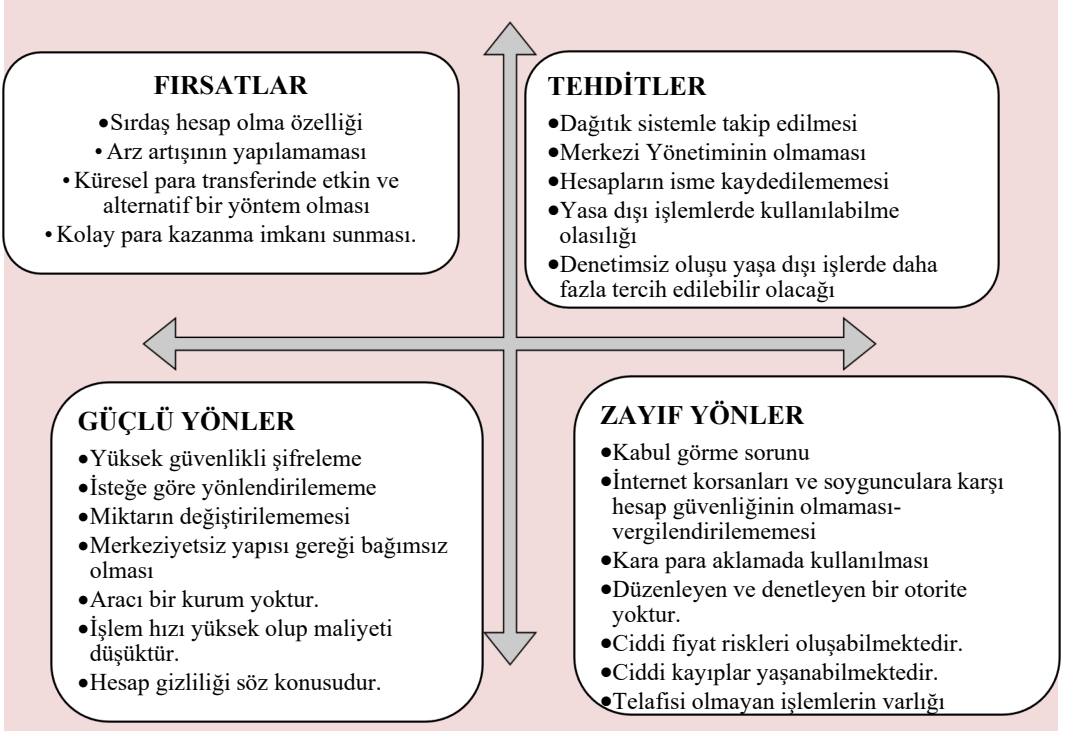 FIRSATLAR
•Sırdaş hesap olma özelliği
• Arz artışının yapılamaması
• Küresel para transferinde etkin ve
alternatif bir yöntem olması
• Kolay para kazanma imkanı sunması.
TEHDİTLER
•Dağıtık sistemle takip edilmesi
•Merkezi Yönetiminin olmaması
•Hesapların isme kaydedilememesi
•Yasa dışı işlemlerde kullanılabilme
olasılığı
•Denetimsiz oluşu yaşa dışı işlerde daha
fazla tercih edilebilir olacağı
GÜÇLÜ YÖNLER
•Yüksek güvenlikli şifreleme
•İsteğe göre yönlendirilememe
•Miktarın değiştirilememesi
•Merkeziyetsiz yapısı gereği bağımsız
olması
•Aracı bir kurum yoktur.
•İşlem hızı yüksek olup maliyeti
düşüktür.
•Hesap gizliliği söz konusudur.
ZAYIF YÖNLER
•Kabul görme sorunu
•İnternet korsanları ve soygunculara karşı
hesap güvenliğinin olmaması-
vergilendirilememesi
•Kara para aklamada kullanılması
•Düzenleyen ve denetleyen bir otorite
yoktur.
•Ciddi fiyat riskleri oluşabilmektedir.
•Ciddi kayıplar yaşanabilmektedir.
•Telafisi olmayan işlemlerin varlığı